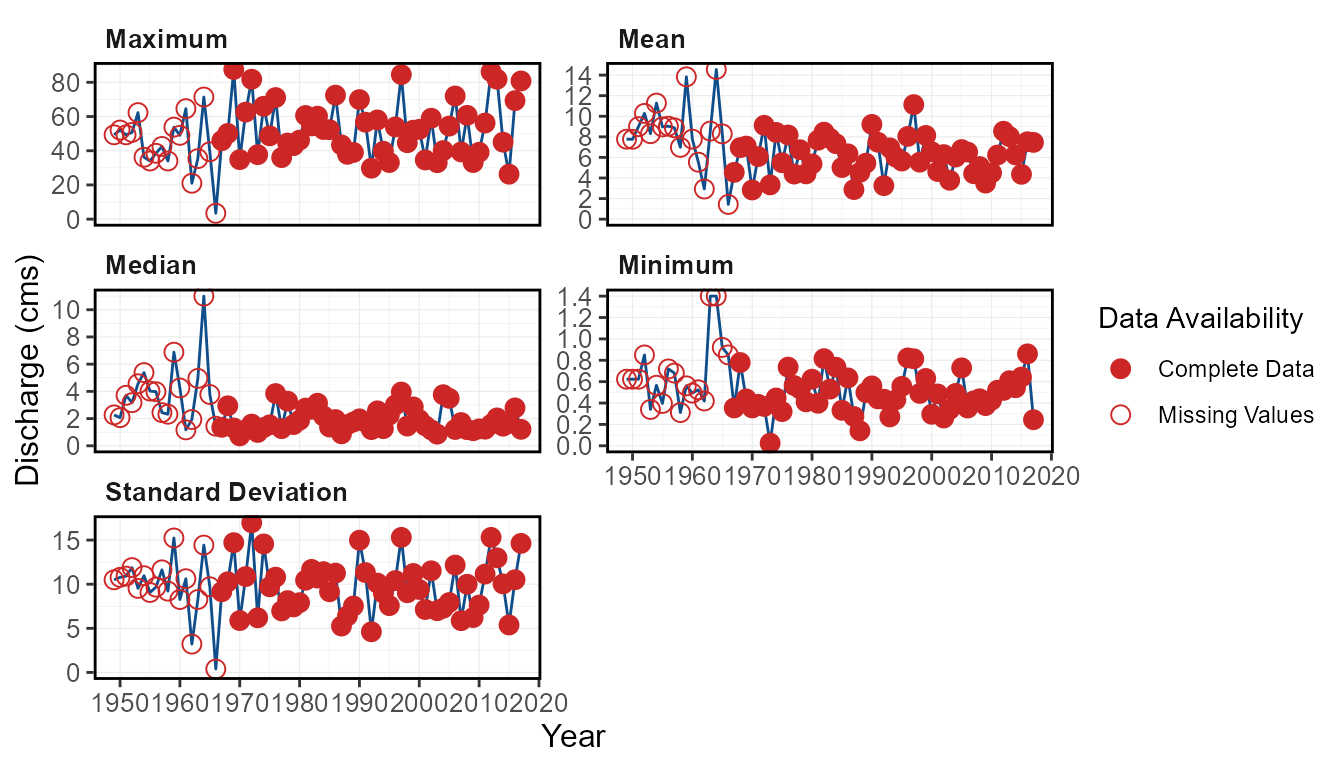 Maximum
Mean
80
60
40
20
0
14
12
10
8
6
4
2
0
Median
Minimum
10
8
6
4
2
0
1.4
1.2
1.0
0.8
0.6
0.4
0.2
0.0
1950 1960 1970 1980 1990 2000 2010 2020
Standard Deviation
15
10
5
0
1950 1960 1970 1980 1990 2000 2010 2020
Year
Discharge (cms)
Data Availability
Complete Data
Missing Values